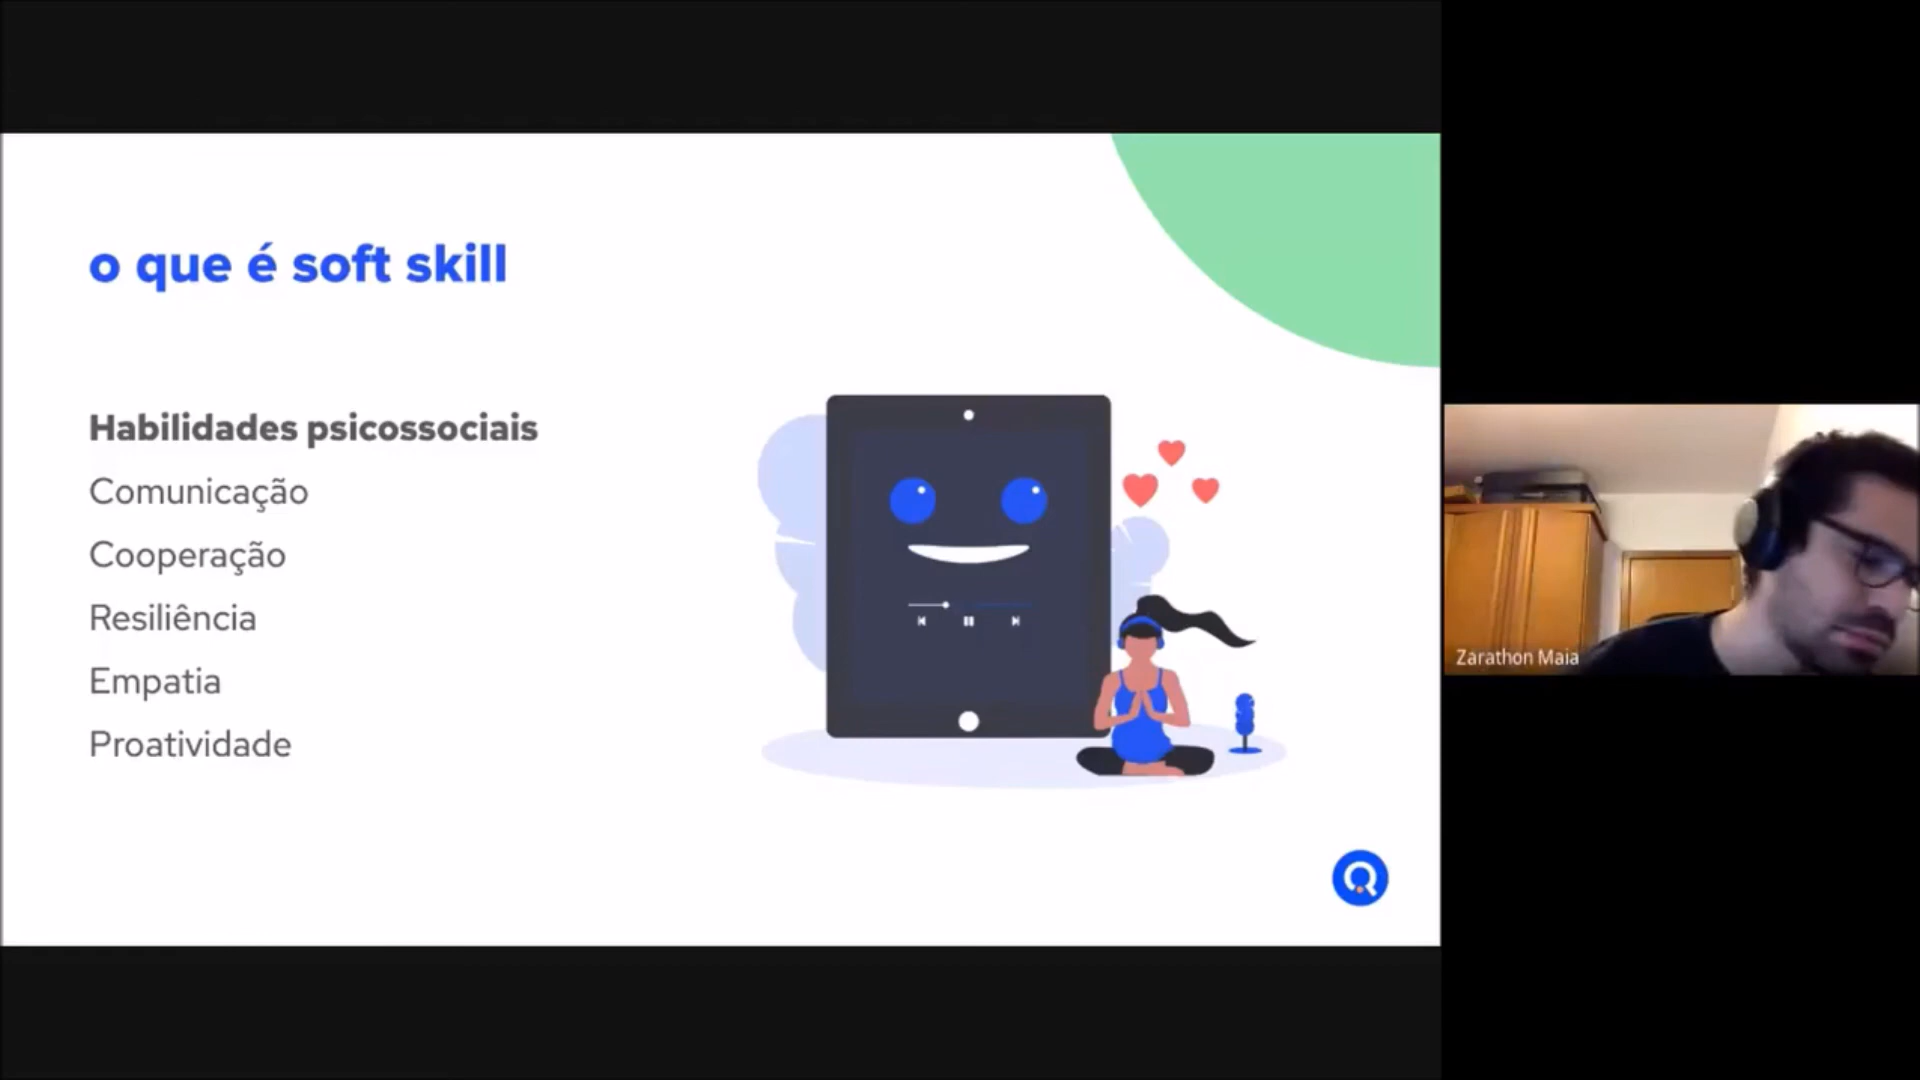 o que é soft skill
Habilidades psicossociais
Comunicação
Cooperação
Resiliência
Empatia
Proatividade
Zarathon Maia